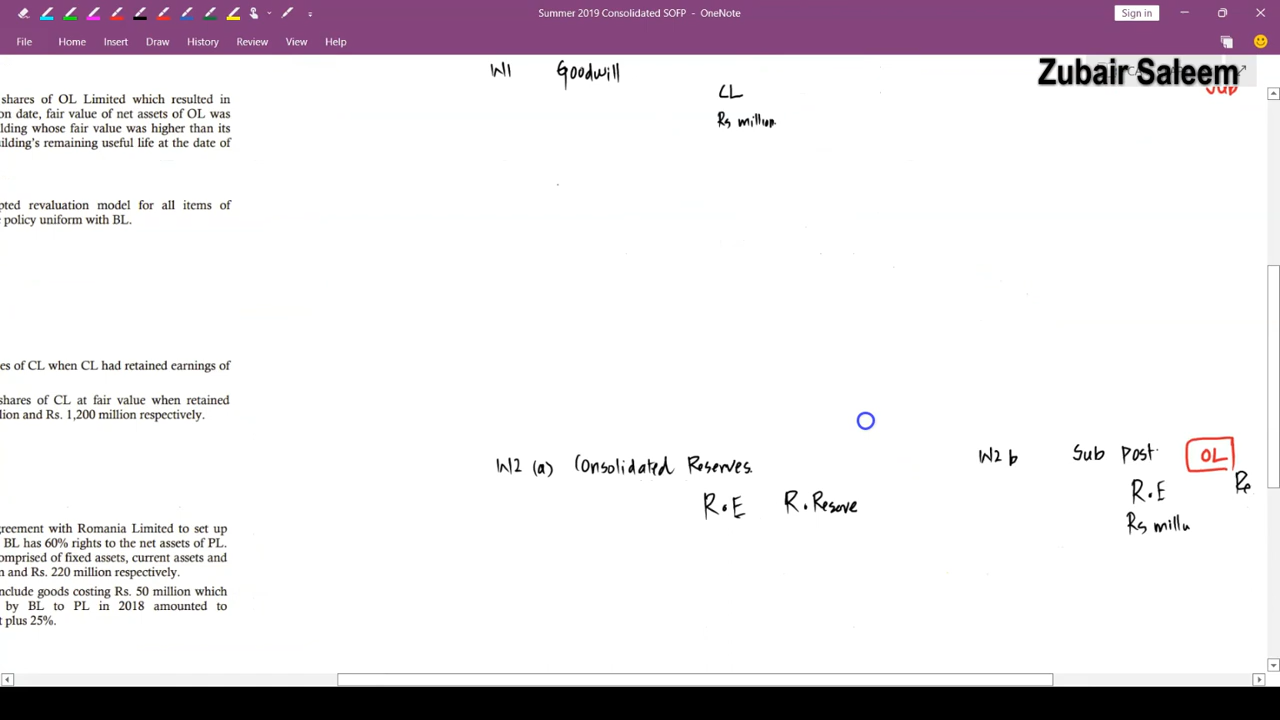 Summer 2019 Consolidated SOFP - OneNote
Sign in
File Home Insert Draw History Review View Help
Zubair Saleem
W1 Goodwill
CL
Rs million
Sub
shares of OL Limited which resulted in
on date, fair value of net assets of OL was
ilding whose fair value was higher than its
uilding's remaining useful life at the date of
pted revaluation model for all items of
e policy uniform with BL.
es of CL when CL had retained earnings of
shares of CL at fair value when retained
llion and Rs. 1,200 million respectively.
W2 (a) Consolidated Reserves.
R.E R.Resove
W2 b Sub Post. OL
R.E Re
Rs millu
greement with Romania Limited to set up
BL has 60% rights to the net assets of PL.
omprised of fixed assets, current assets and
n and Rs. 220 million respectively.
nclude goods costing Rs. 50 million which
by BL to PL in 2018 amounted to
t plus 25%.